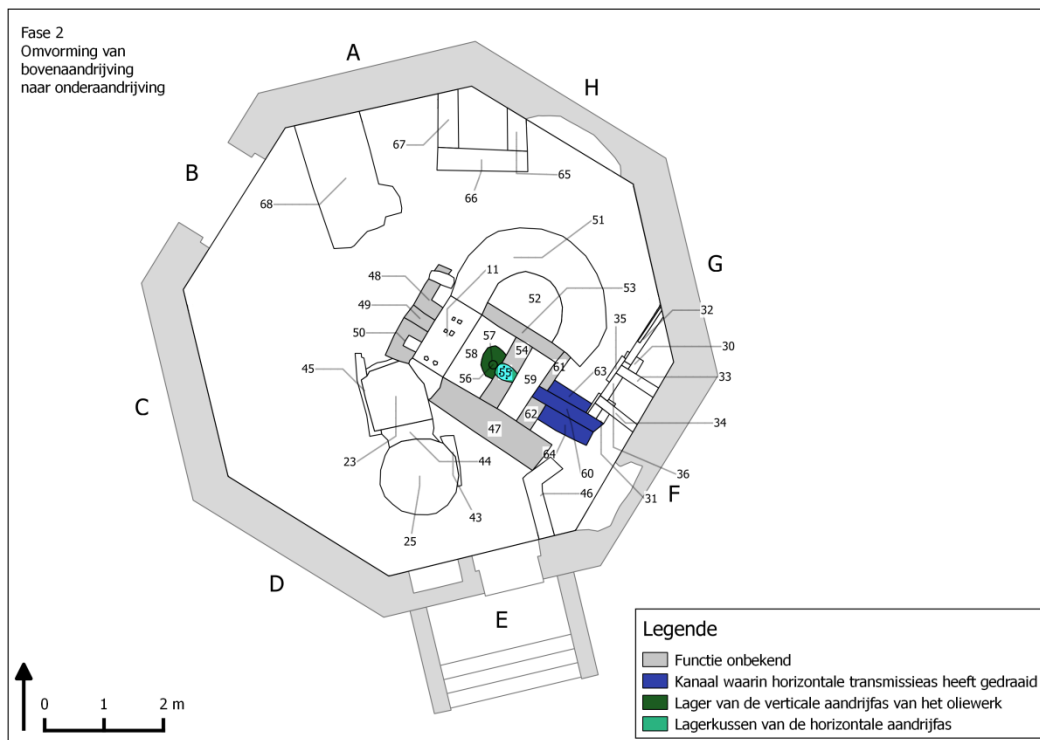 Fase 2
Omvorming van
bovenaandrijving
naar onderaandrijving
A
H
B
67
65
66
68
51
G
48
11
53
49
35
32
52
50
57
54
30
58
61
63
33
45
56
55
59
C
62
34
47
44
64
60
36
23
46
31
F
43
25
D
E
0 1 2 m
Legende
Functie onbekend
Kanaal waarin horizontale transmissieas heeft gedraaid
Lager van de verticale aandrijfas van het oliewerk
Lagerkussen van de horizontale aandrijfas